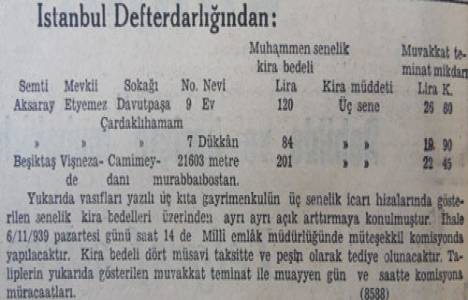 İstanbul Defterdarlığından:
Muhammen senelik Muvakkat te-
kira bedeli minat mikdarı
Semti Mevkii Sokağı No. Nevi Lira Kira müddeti Lira K.
Aksaray Etyemez Davutpaşa 9 Ev 120 Üç sene 26 80
Çardaklıhamam
» » 7 Dükkân 84 » » 18 90
Beşiktaş Vişneza- Camimey- 21603 metre 201 » » 22 45
de danı murabbaıbostan.
Yukarıda vasıfları yazılı üç kıta gayrimenkulün üç senelik icarı hizalarında göste-
rilen senelik kira bedelleri üzerinden ayrı ayrı açık arttırmaya konulmuştur. İhale
6/11/939 pazartesi günü saat 14 de Milli emlâk müdürlüğünde müteşekkil komisyonda
yapılacaktır. Kira bedeli dört müsavi taksitte ve peşin olarak tediye olunacaktır. Ta-
liplerin yukarıda gösterilen muvakkat teminat ile muayyen gün ve saatte komisyona
müracaatları. (8588)